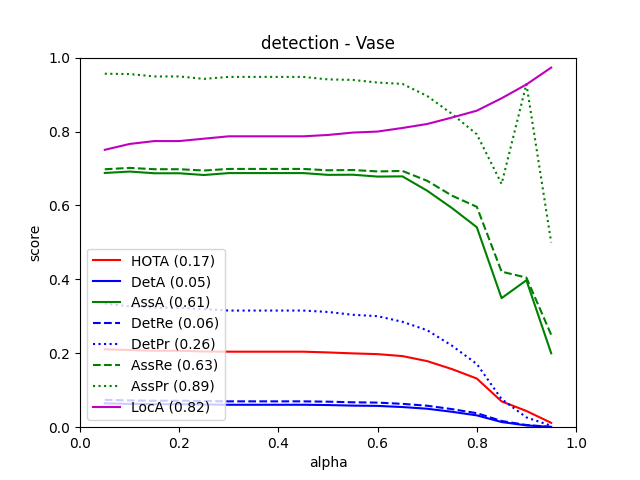 detection - Vase
1.0
0.8
0.6
0.4
0.2
0.0
score
HOTA (0.17)
DetA (0.05)
AssA (0.61)
DetRe (0.06)
DetPr (0.26)
AssRe (0.63)
AssPr (0.89)
LocA (0.82)
0.0 0.2 0.4 0.6 0.8 1.0
alpha